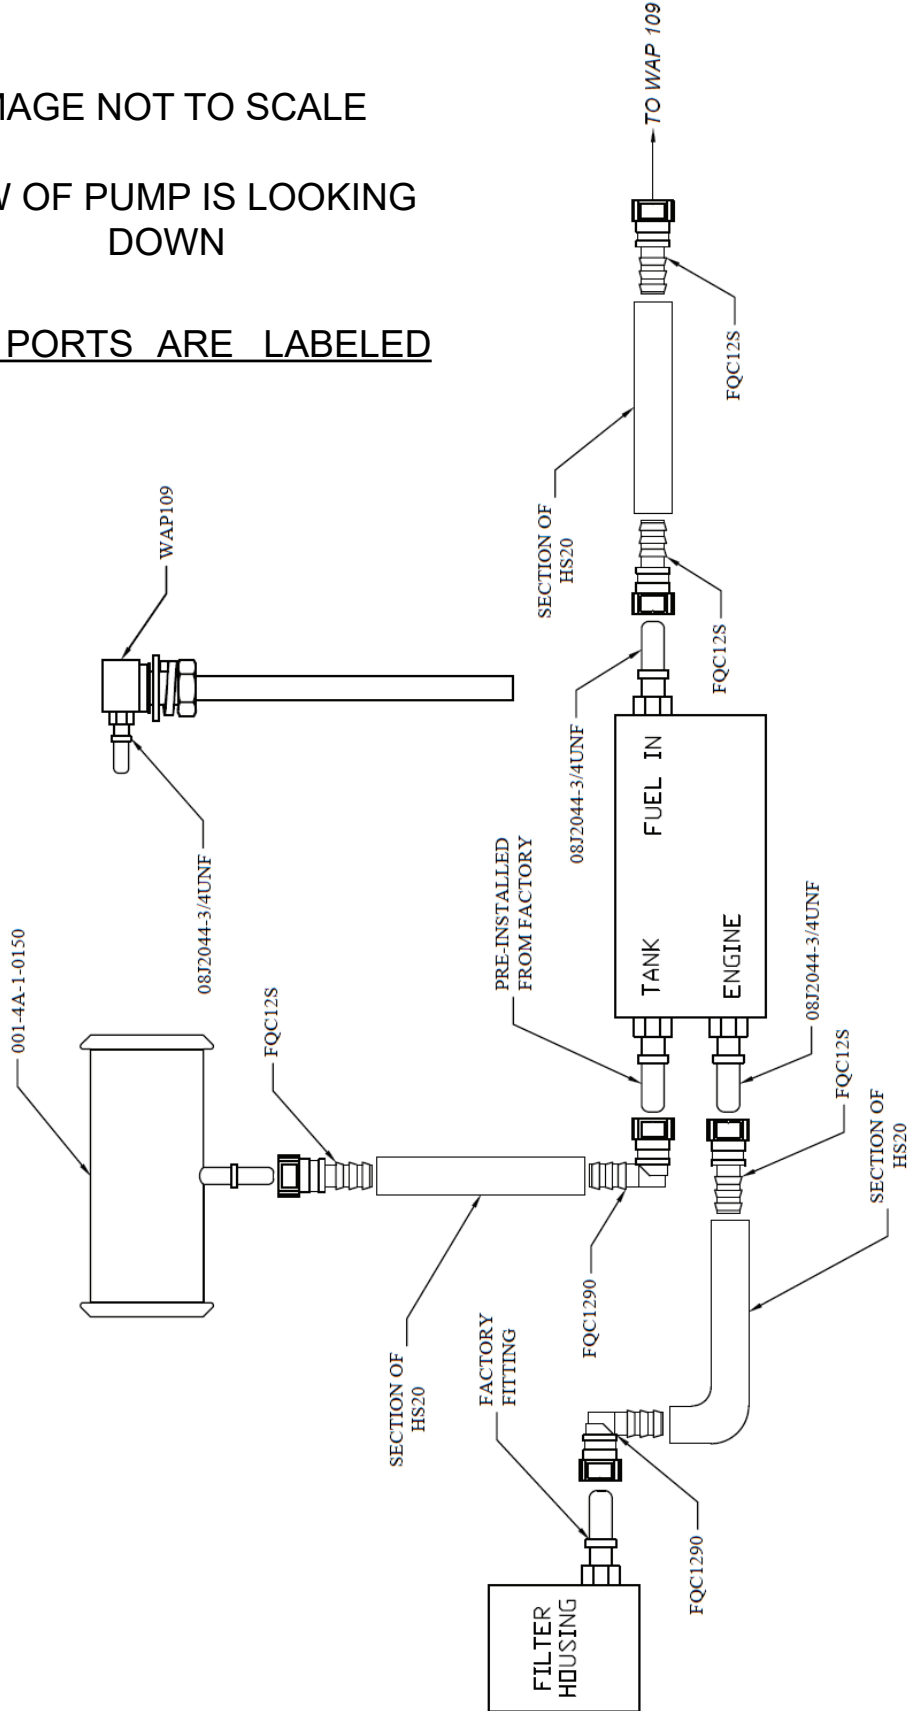 MAGE NOT TO SCALE
W OF PUMP IS LOOKING
DOWN
PORTS ARE LABELED
TO WAP 109
FQC12S
SECTION OF
HS20
FQC12S
WAP109
08J2044-3/4UNF
08J2044-3/4UNF
FUEL IN
TANK
ENGINE
PRE-INSTALLED
FROM FACTORY
001-4A-1-0150
FQC12S
08J2044-3/4UNF
FQC12S
SECTION OF
HS20
FQC1290
SECTION OF
HS20
FACTORY
FITTING
FQC1290
FILTER
HOUSING